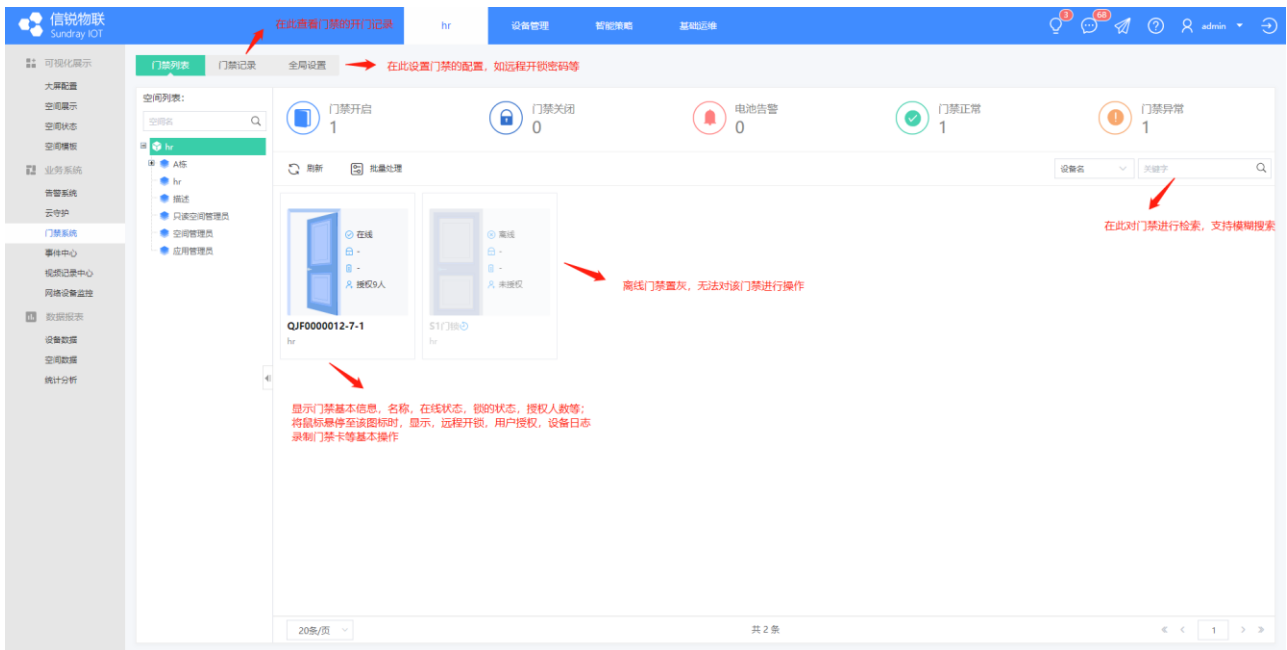 信锐物联
Sundray IOT
在此查看门禁的开门记录
hr
设备管理
智能策略
基础运维
3
68
admin
可视化展示
大屏配置
空间展示
空间状态
空间模板
业务系统
告警系统
云守护
门禁系统
事件中心
视频记录中心
网络设备监控
数据报表
设备数据
空间数据
统计分析
门禁列表
门禁记录
全局设置
在此设置门禁的配置，如远程开锁密码等
空间列表：
空间名
hr
A栋
hr
描述
只读空间管理员
空间管理员
应用管理员
门禁开启
1
门禁关闭
0
电池告警
0
门禁正常
1
门禁异常
1
刷新
批量处理
设备名
关键字
在此对门禁进行检索，支持模糊搜索
在线
-
-
授权9人
QJF0000012-7-1
hr
离线
-
-
未授权
S1门锁
hr
离线门禁置灰，无法对该门禁进行操作
显示门禁基本信息，名称，在线状态，锁的状态，授权人数等；
将鼠标悬停至该图标时，显示，远程开锁，用户授权，设备日志
录制门禁卡等基本操作
20条/页
共 2 条
1